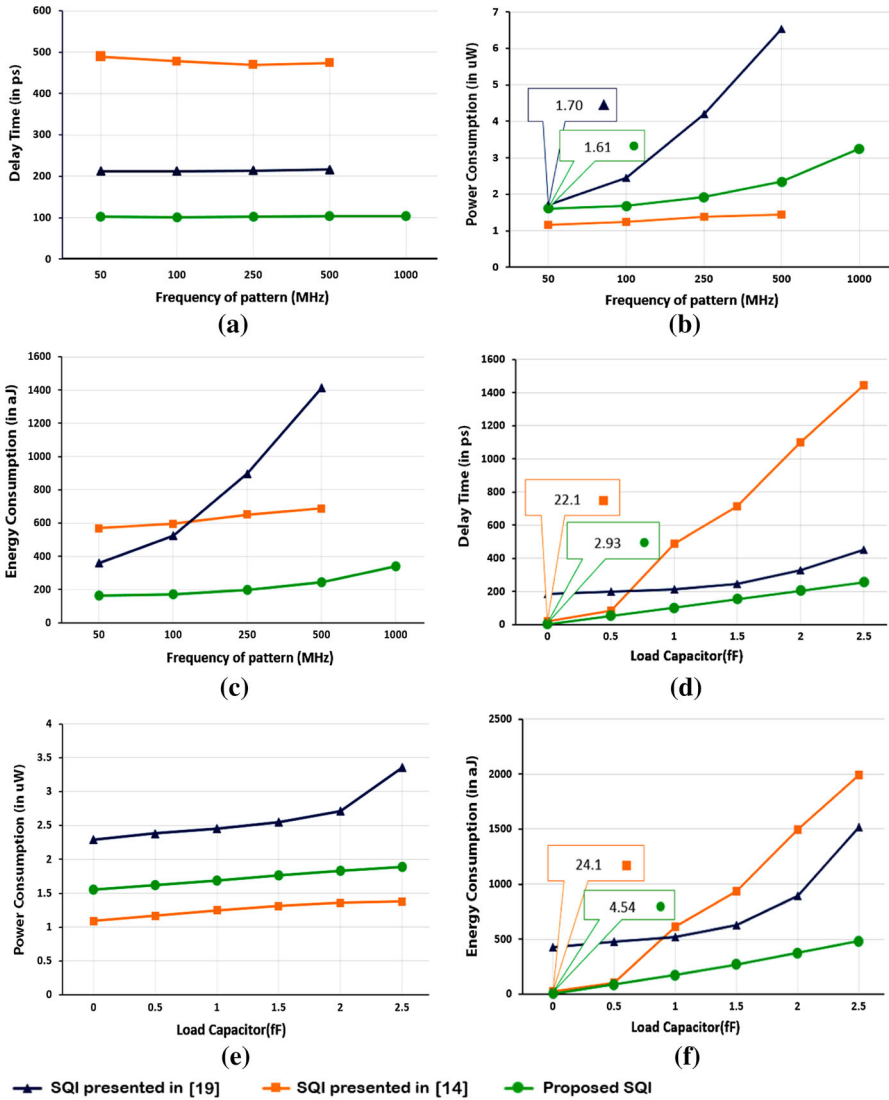 600
500
400
300
200
100
0
Delay Time (in ps)
50 100 250 500 1000
Frequency of pattern (MHz)
(a)
7
6
5
4
3
2
1
0
Power Consumption (in uW)
1.70
1.61
50 100 250 500 1000
Frequency of pattern (MHz)
(b)
1600
1400
1200
1000
800
600
400
200
0
Energy Consumption (in aJ)
50 100 250 500 1000
Frequency of pattern (MHz)
(c)
1600
1400
1200
1000
800
600
400
200
0
Delay Time (in ps)
22.1
2.93
0 0.5 1 1.5 2 2.5
Load Capacitor(fF)
(d)
4
3.5
3
2.5
2
1.5
1
0.5
0
Power Consumption (in uW)
0 0.5 1 1.5 2 2.5
Load Capacitor(fF)
(e)
2500
2000
1500
1000
500
0
Energy Consumption (in aJ)
24.1
4.54
0 0.5 1 1.5 2 2.5
Load Capacitor(fF)
(f)
SQI presented in [19] SQI presented in [14] Proposed SQI